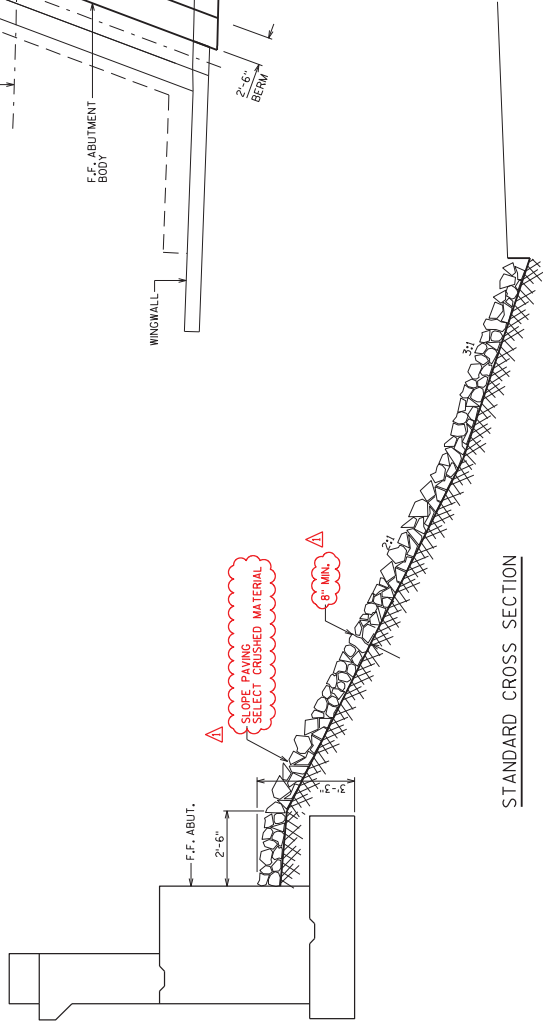 F.F. ABUTMENT
BODY
2'-6"
BERM
WINGWALL
3:1
2:1
1
8" MIN.
1
SLOPE PAVING
SELECT CRUSHED MATERIAL
3'-3"
F.F. ABUT.
2'-6"
STANDARD CROSS SECTION